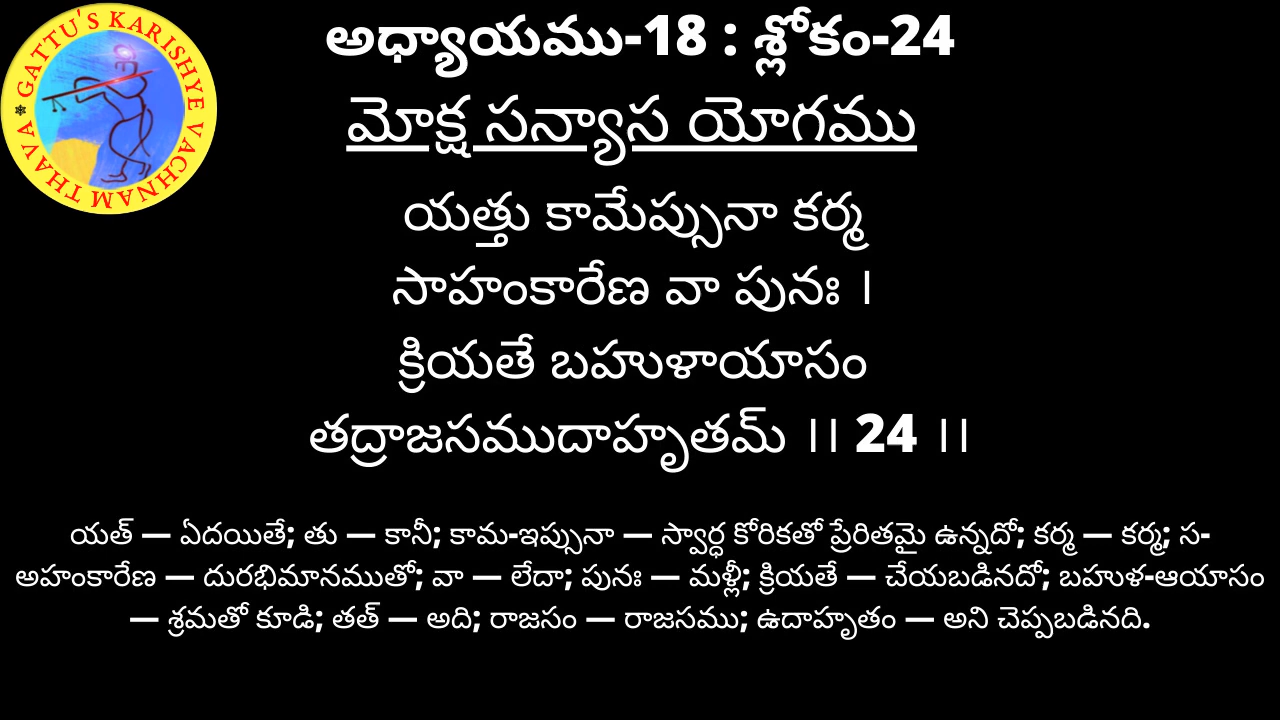 GATTU'S KARISHYE VACHNAM THAVA
అధ్యాయము-18 : శ్లోకం-24
మోక్ష సన్యాస యోగము
యత్తు కామేప్సునా కర్మ
సాహంకారేణ వా పునః ।
క్రియతే బహుళాయాసం
తద్రాజసముదాహృతమ్ ।। 24 ।।
యత్ — ఏదయితే; తు — కానీ; కామ-ఇప్సునా — స్వార్ధ కోరికతో ప్రేరితమై ఉన్నదో; కర్మ — కర్మ; స-
అహంకారేణ — దురభిమానముతో; వా — లేదా; పునః — మళ్లీ; క్రియతే — చేయబడినదో; బహుళ-ఆయాసం
— శ్రమతో కూడి; తత్ — అది; రాజసం — రాజసము; ఉదాహృతం — అని చెప్పబడినది.